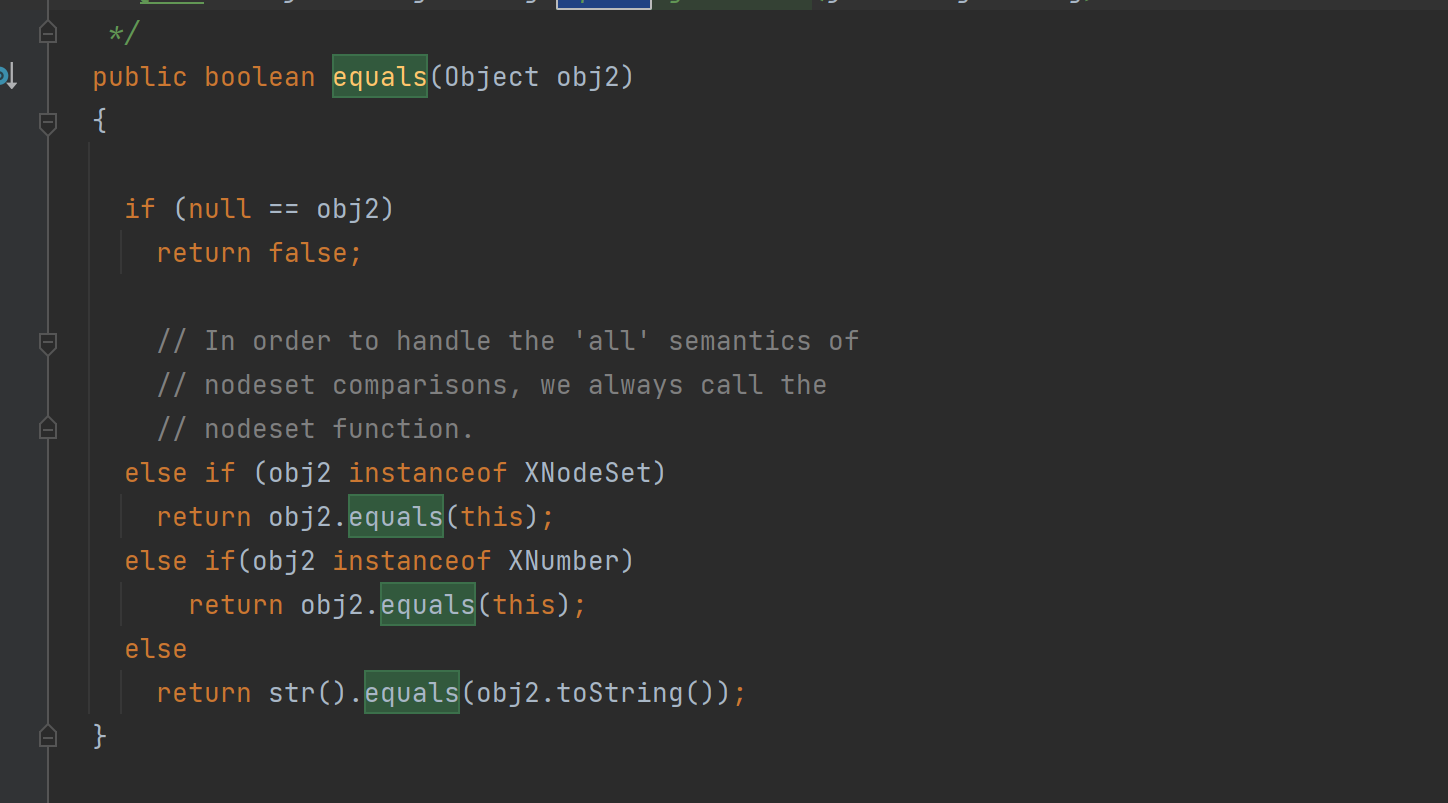 */
public boolean equals(Object obj2)
{
if (null == obj2)
return false;
// In order to handle the 'all' semantics of
// nodeset comparisons, we always call the
// nodeset function.
else if (obj2 instanceof XNodeSet)
return obj2.equals(this);
else if(obj2 instanceof XNumber)
return obj2.equals(this);
else
return str().equals(obj2.toString());
}